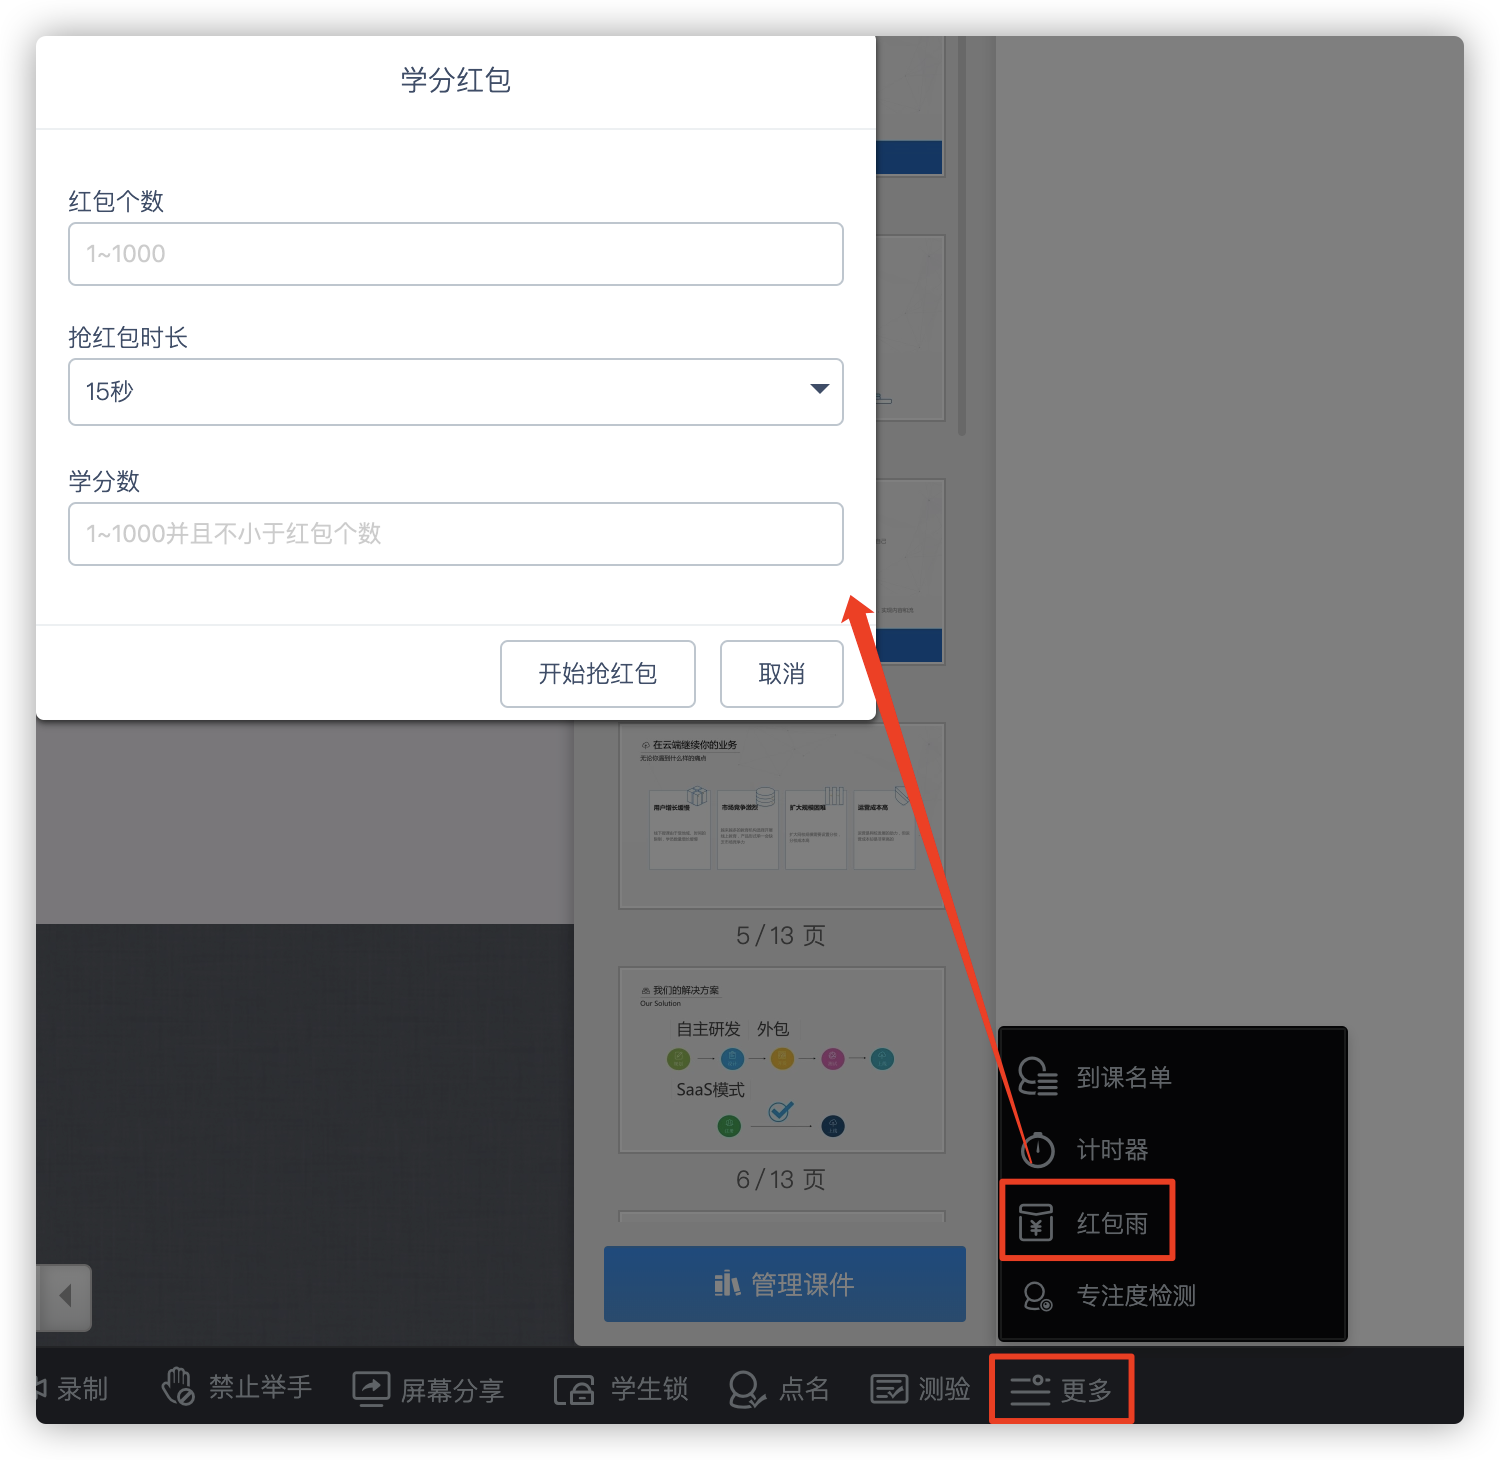 学分红包
红包个数
1~1000
抢红包时长
15秒
学分数
1~1000并且不小于红包个数
开始抢红包
取消
在云端继续你的业务
无论你遇到什么样的痛点
用户增长缓慢
市场竞争激烈
扩大规模困难
运营成本高
5 / 13 页
我们的解决方案
Our Solution
自主研发 外包
SaaS模式
6 / 13 页
管理课件
到课名单
计时器
红包雨
专注度检测
录制
禁止举手
屏幕分享
学生锁
点名
测验
更多